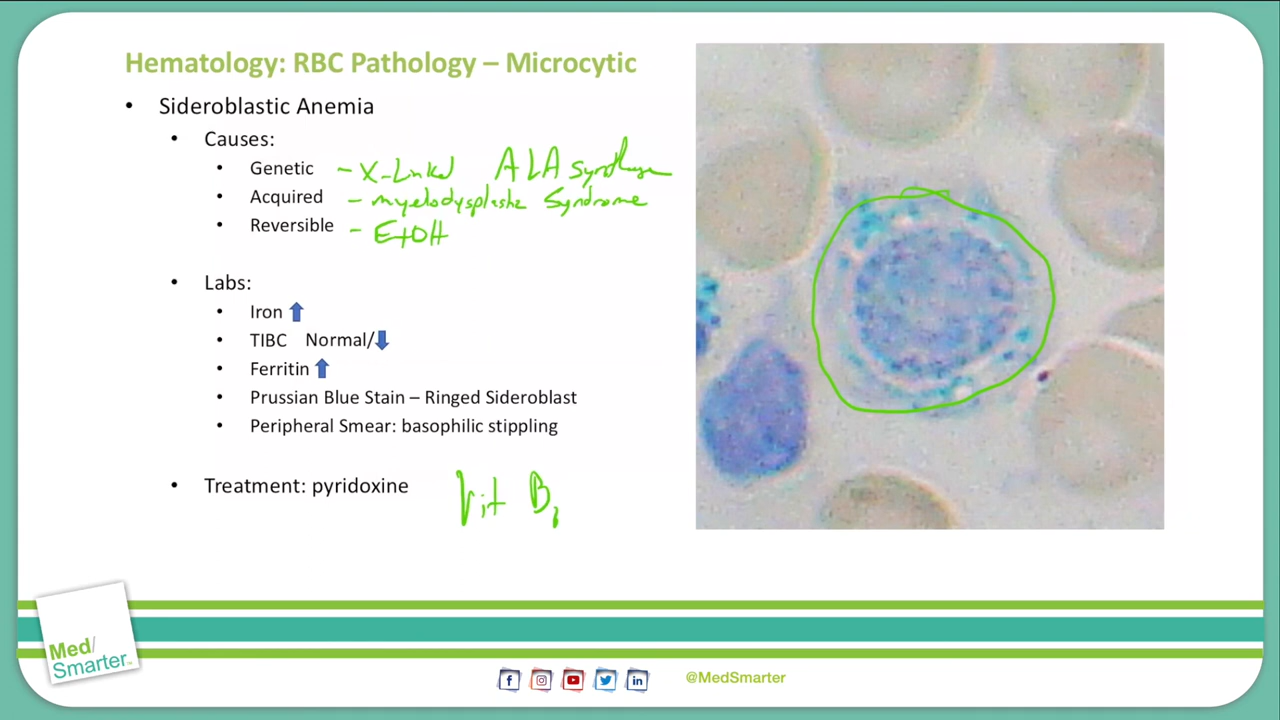 Hematology: RBC Pathology – Microcytic
• Sideroblastic Anemia
• Causes:
• Genetic - X-Linked ALA Synthase
• Acquired - myelodysplastic Syndrome
• Reversible - EtOH
• Labs:
• Iron
• TIBC Normal/
• Ferritin
• Prussian Blue Stain – Ringed Sideroblast
• Peripheral Smear: basophilic stippling
• Treatment: pyridoxine Vit B
Med/
Smarter
@MedSmarter